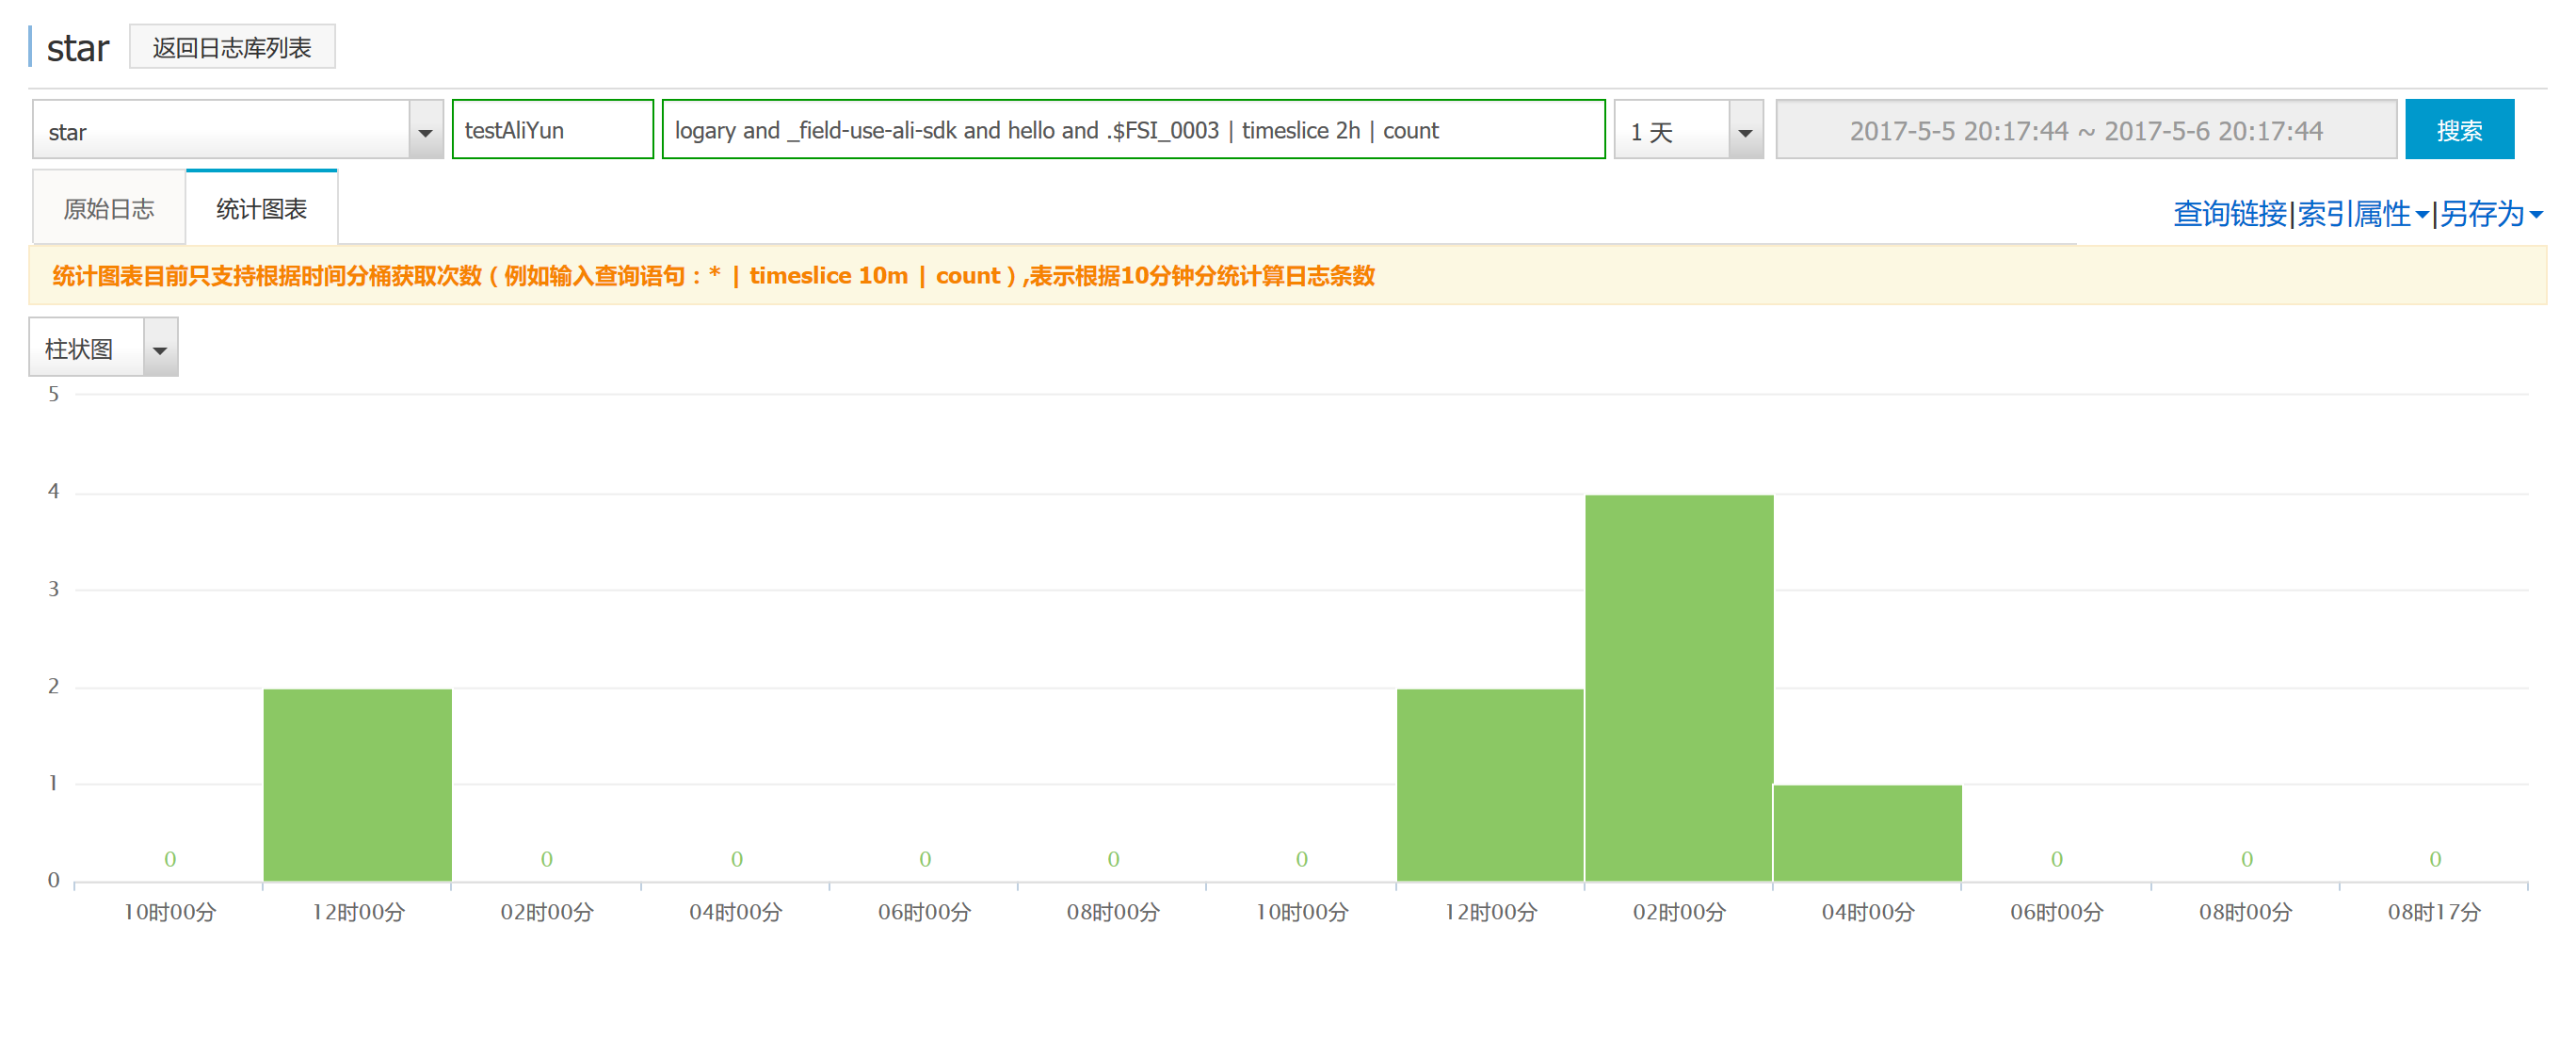 star 返回日志库列表
star testAliYun logary and _field-use-ali-sdk and hello and .$FSI_0003 | timeslice 2h | count 1 天 2017-5-5 20:17:44 ~ 2017-5-6 20:17:44 搜索
原始日志 统计图表 查询链接|索引属性|另存为
统计图表目前只支持根据时间分桶获取次数（例如输入查询语句：* | timeslice 10m | count）,表示根据10分钟分统计算日志条数
柱状图
5
4
3
2
1
0
0 0 0 0 0 0 0 0 0
10时00分 12时00分 02时00分 04时00分 06时00分 08时00分 10时00分 12时00分 02时00分 04时00分 06时00分 08时00分 08时17分